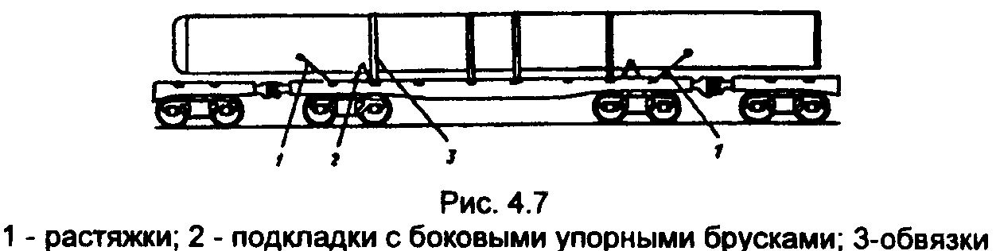 1 2 3 1
Рис. 4.7
1 - растяжки; 2 - подкладки с боковыми упорными брусками; 3-обвязки